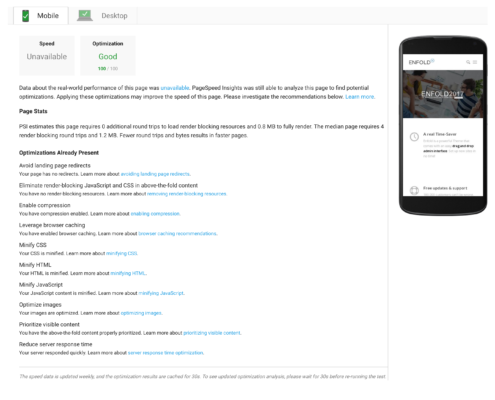 Mobile
Desktop
Speed
Unavailable
Optimization
Good
100 / 100
Data about the real-world performance of this page was unavailable. PageSpeed Insights was still able to analyze this page to find potential
optimizations. Applying these optimizations may improve the speed of this page. Please investigate the recommendations below. Learn more.
Page Stats
PSI estimates this page requires 0 additional round trips to load render blocking resources and 0.8 MB to fully render. The median page requires 4
render blocking round trips and 1.2 MB. Fewer round trips and bytes results in faster pages.
Optimizations Already Present
Avoid landing page redirects
Your page has no redirects. Learn more about avoiding landing page redirects.
Eliminate render-blocking JavaScript and CSS in above-the-fold content
You have no render-blocking resources. Learn more about removing render-blocking resources.
Enable compression
You have compression enabled. Learn more about enabling compression.
Leverage browser caching
You have enabled browser caching. Learn more about browser caching recommendations.
Minify CSS
Your CSS is minified. Learn more about minifying CSS.
Minify HTML
Your HTML is minified. Learn more about minifying HTML.
Minify JavaScript
Your JavaScript content is minified. Learn more about minifying JavaScript.
Optimize images
Your images are optimized. Learn more about optimizing images.
Prioritize visible content
You have the above-the-fold content properly prioritized. Learn more about prioritizing visible content.
Reduce server response time
Your server responded quickly. Learn more about server response time optimization.
The speed data is updated weekly, and the optimization results are cached for 30s. To see updated optimization analysis, please wait for 30s before re-running the test
ENFOLD
ENFOLD2017
A real Time Saver
drag and drop
admin interface
Free updates & support